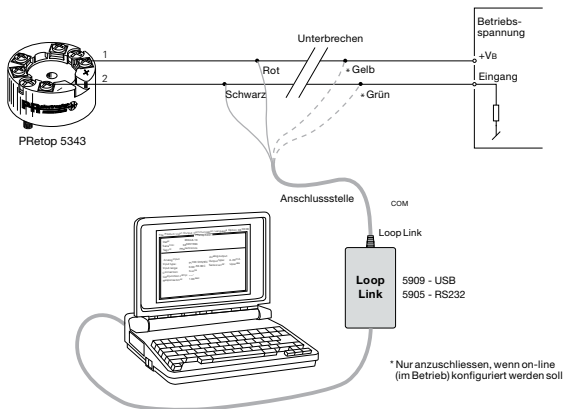 Betriebs-
spannung
1
Unterbrechen
+VB
Rot
* Gelb
2
Eingang
Schwarz
* Grün
PRetop 5343
Anschlussstelle
COM
Loop Link
Loop
Link
5909 - USB
5905 - RS232
* Nur anzuschliessen, wenn on-line
(im Betrieb) konfiguriert werden soll